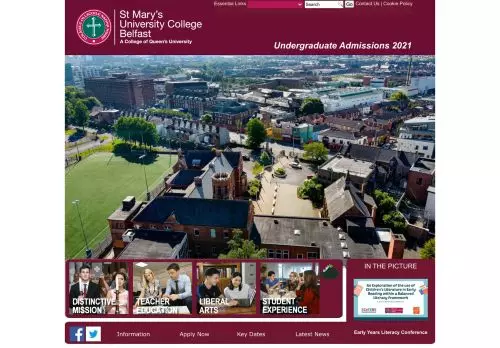 Essential Links
Search
Go
Contact Us | Cookie Policy
St Mary's
University College
Belfast
A College of Queen's University
Undergraduate Admissions 2021
DISTINCTIVE
MISSION
TEACHER
EDUCATION
LIBERAL
ARTS
STUDENT
EXPERIENCE
IN THE PICTURE
An Exploration of the use of
Children's Literature in Early
Reading within a Balanced
Literacy Framework
Information
Apply Now
Key Dates
Latest News
Early Years Literacy Conference